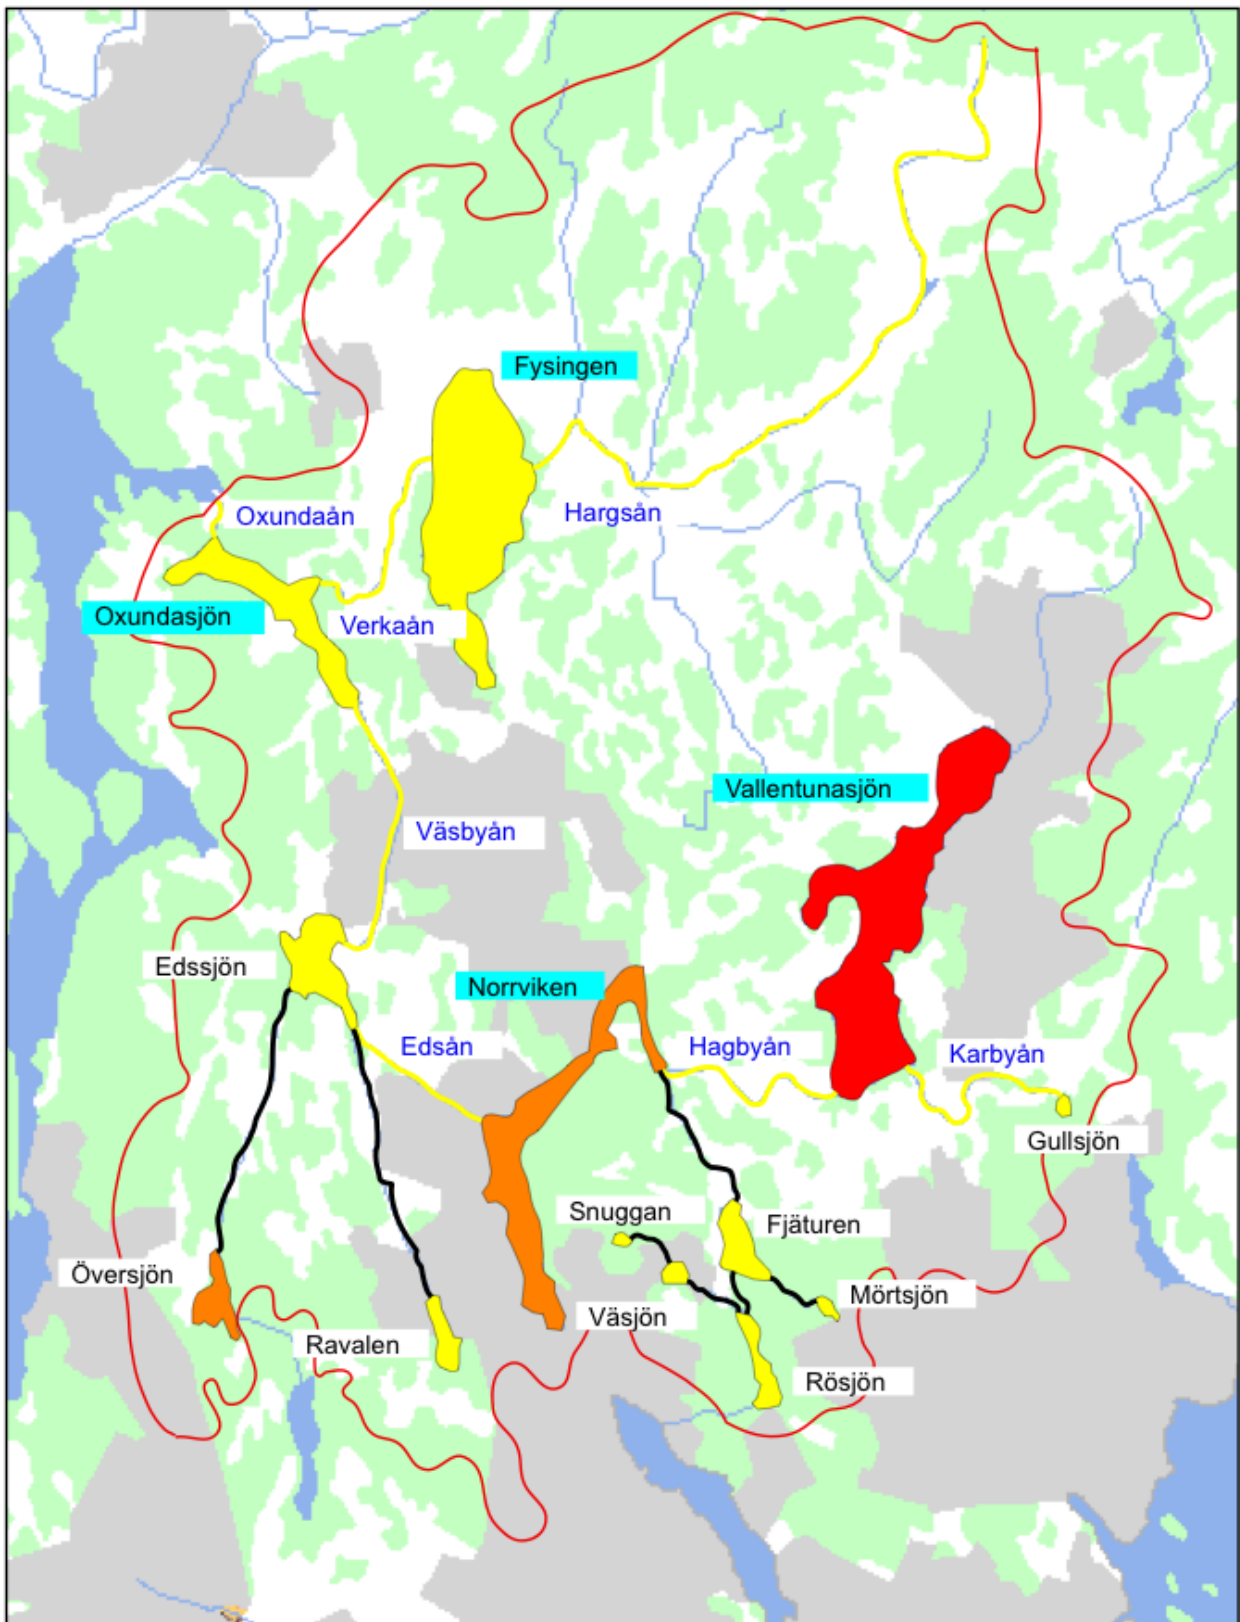 Fysingen
Oxundaån
Hargsån
Oxundasjön
Verkaån
Vallentunasjön
Väsbyån
Edssjön
Norrviken
Edsån
Hagbyån
Karbyån
Gullsjön
Snuggan
Fjäturen
Översjön
Mörtsjön
Väsjön
Ravalen
Rösjön